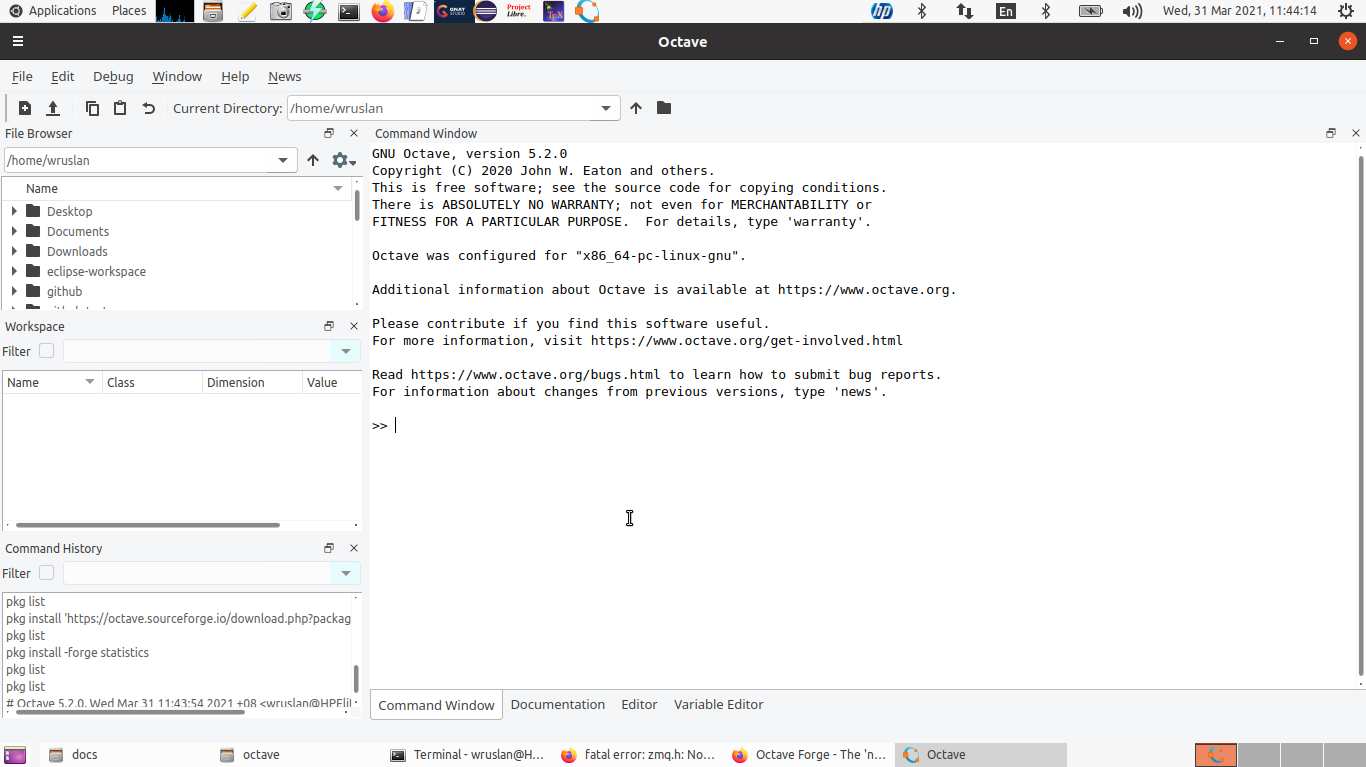 Applications Places
GNAT STUDIO
Project Libre.
TeX
hp
En
Wed, 31 Mar 2021, 11:44:14
Octave
File Edit Debug Window Help News
Current Directory: /home/wruslan
File Browser
/home/wruslan
Name
Desktop
Documents
Downloads
eclipse-workspace
github
Workspace
Filter
Name Class Dimension Value
Command History
Filter
pkg list
pkg install 'https://octave.sourceforge.io/download.php?packag
pkg list
pkg install -forge statistics
pkg list
pkg list
# Octave 5.2.0, Wed Mar 31 11:43:54 2021 +08 <wruslan@HPEli
Command Window
GNU Octave, version 5.2.0
Copyright (C) 2020 John W. Eaton and others.
This is free software; see the source code for copying conditions.
There is ABSOLUTELY NO WARRANTY; not even for MERCHANTABILITY or
FITNESS FOR A PARTICULAR PURPOSE.  For details, type 'warranty'.
Octave was configured for "x86_64-pc-linux-gnu".
Additional information about Octave is available at https://www.octave.org.
Please contribute if you find this software useful.
For more information, visit https://www.octave.org/get-involved.html
Read https://www.octave.org/bugs.html to learn how to submit bug reports.
For information about changes from previous versions, type 'news'.
>>
Command Window Documentation Editor Variable Editor
docs
octave
Terminal - wruslan@H...
fatal error: zmq.h: No...
Octave Forge - The 'n...
Octave